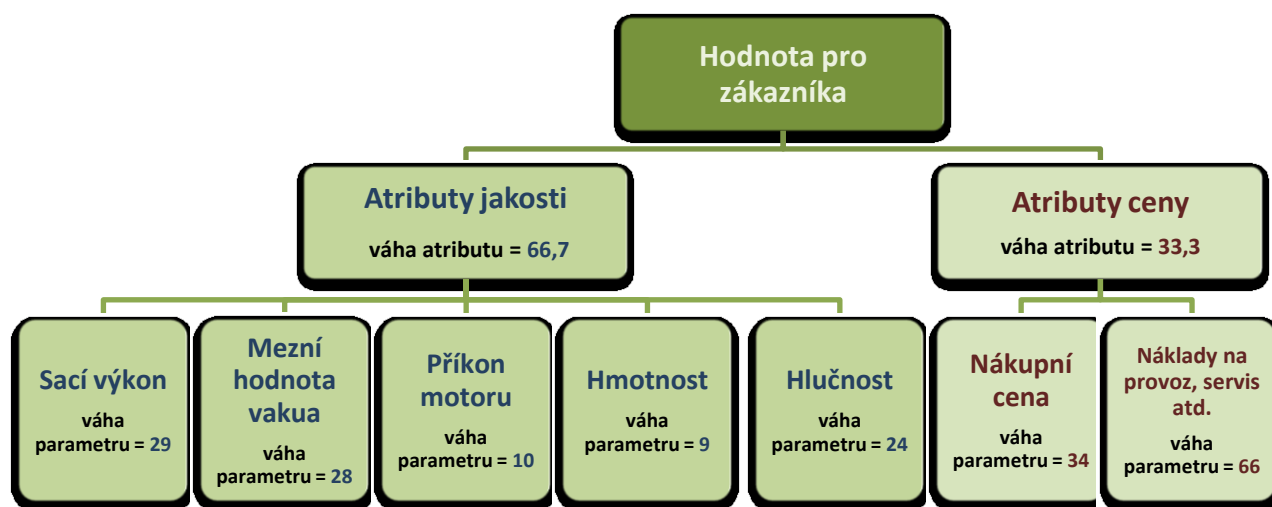 Hodnota pro
zákazníka
Atributy jakosti
váha atributu = 66,7
Atributy ceny
váha atributu = 33,3
Sací výkon
váha
parametru = 29
Mezní
hodnota
vakua
váha
parametru = 28
Příkon
motoru
váha
parametru = 10
Hmotnost
váha
parametru = 9
Hlučnost
váha
parametru = 24
Nákupní
cena
váha
parametru = 34
Náklady na
provoz, servis
atd.
váha
parametru = 66